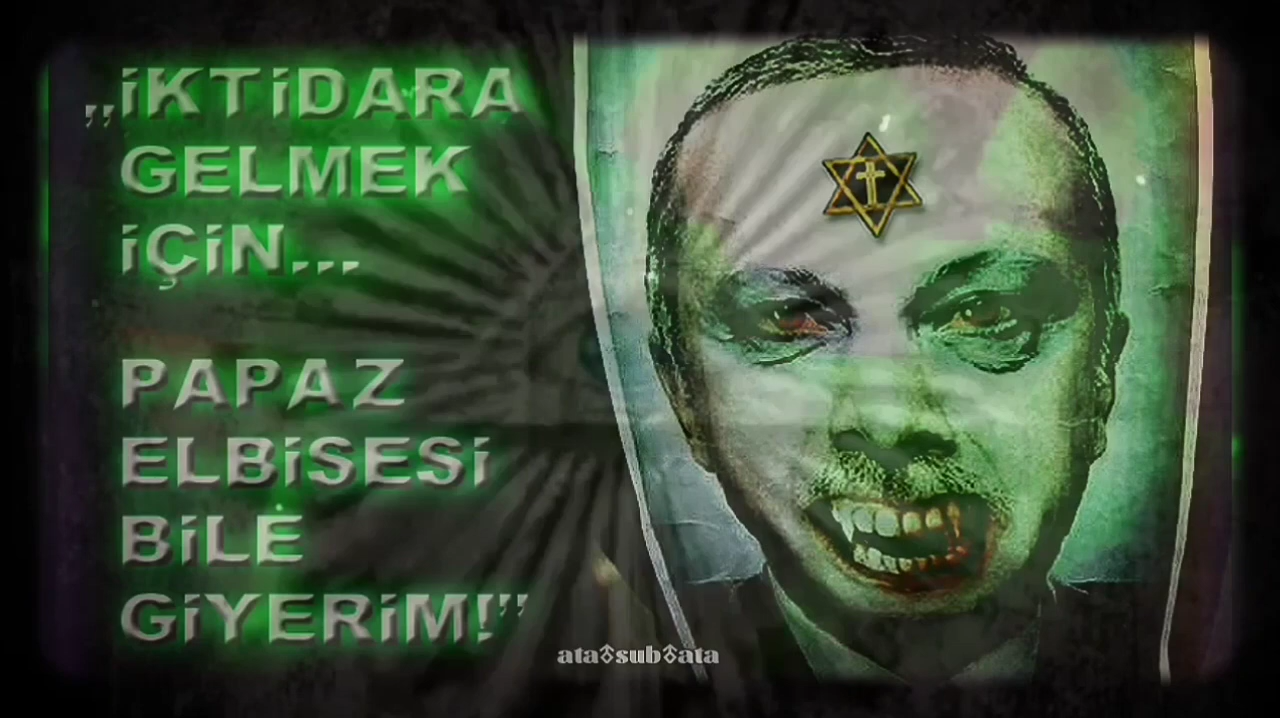 „İKTİDARA
GELMEK
İÇİN...
PAPAZ
ELBİSESİ
BİLE
GİYERİM!”
ata⚨sub⚨ata